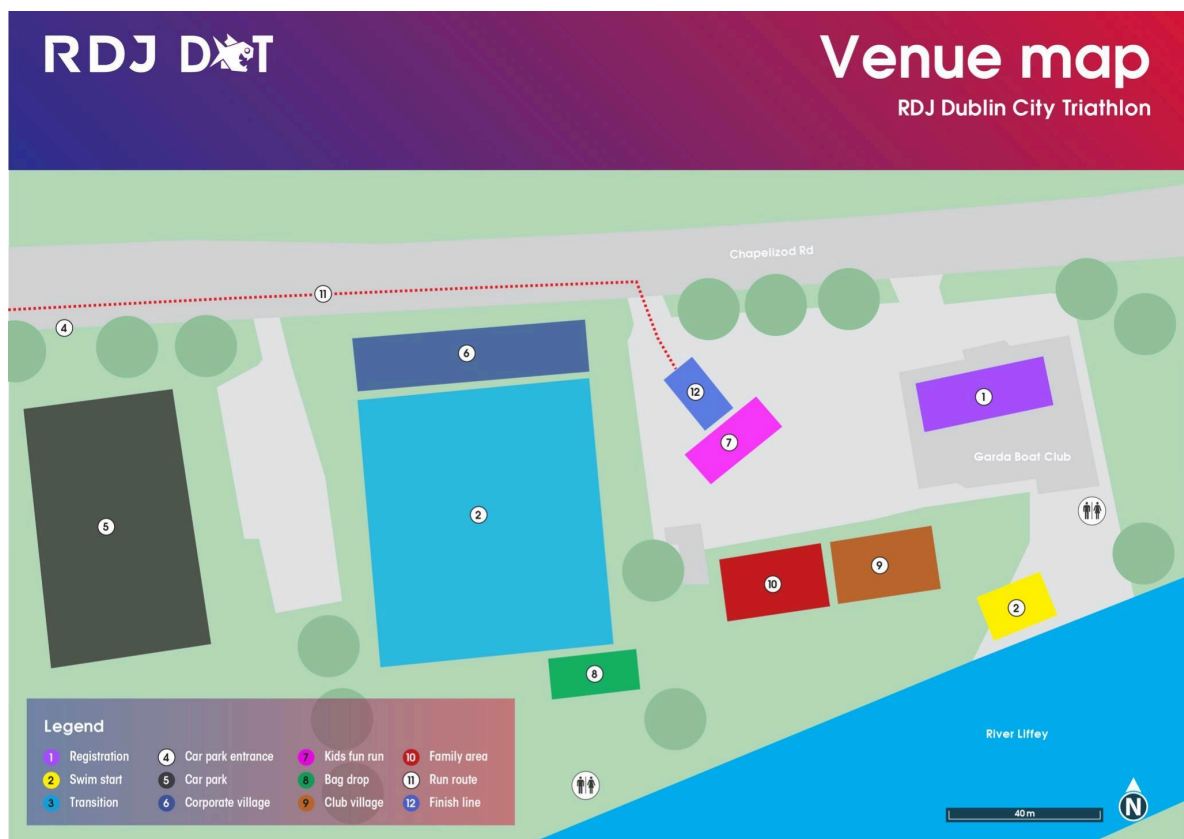 RDJ DCT
Venue map
RDJ Dublin City Triathlon
Chapelizod Rd
11
4
6
12
1
7
Garda Boat Club
5
2
10
9
2
8
River Liffey
40 m
N
Legend
1 Registration
2 Swim start
3 Transition
4 Car park entrance
5 Car park
6 Corporate village
7 Kids fun run
8 Bag drop
9 Club village
10 Family area
11 Run route
12 Finish line